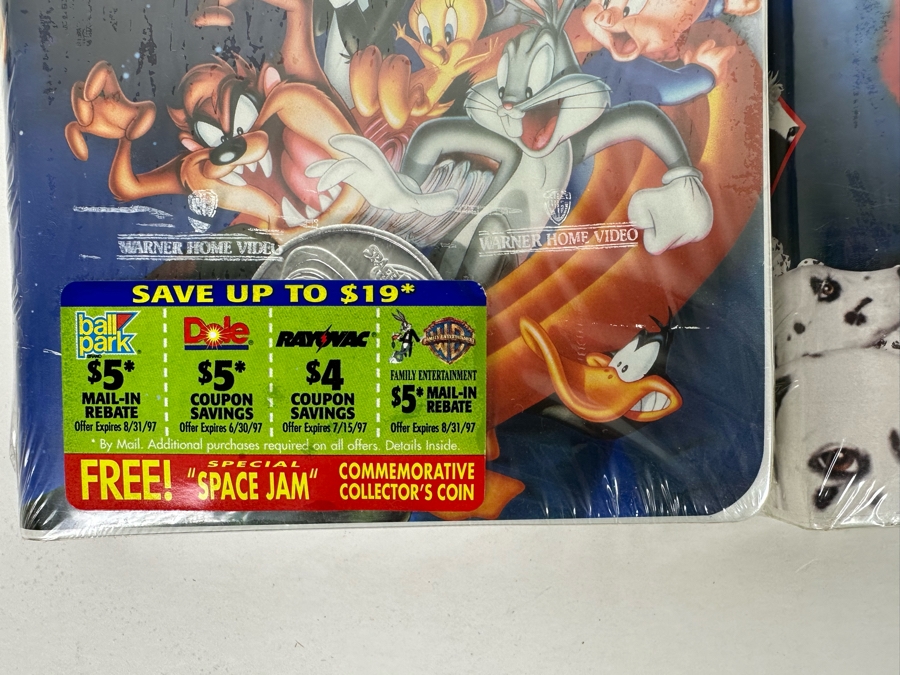 WARNER HOME VIDEO
WARNER HOME VIDEO
SAVE UP TO $19*
ball park
$5*
MAIL-IN
REBATE
Offer Expires 8/31/97
Dole
$5*
COUPON
SAVINGS
Offer Expires 6/30/97
RAYOVAC
$4
COUPON
SAVINGS
Offer Expires 7/15/97
WB
FAMILY ENTERTAINMENT
FAMILY ENTERTAINMENT
$5* MAIL-IN
REBATE
Offer Expires 8/31/97
* By Mail. Additional purchases required on all offers. Details Inside.
FREE! SPECIAL
"SPACE JAM"
COMMEMORATIVE
COLLECTOR'S COIN